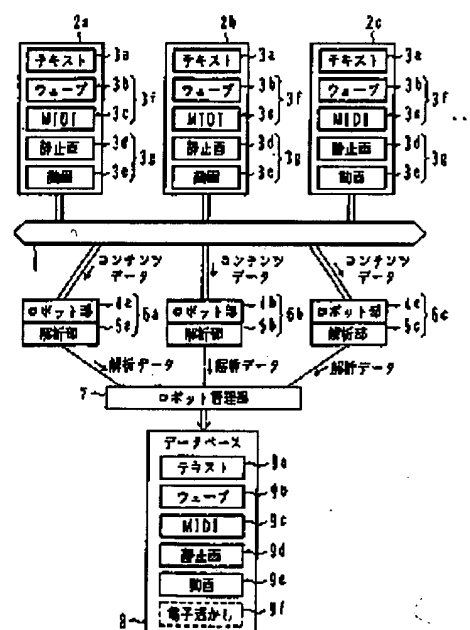 2a 2b 2c
テキスト 3a テキスト 3a テキスト 3a
ウェーブ 3b ウェーブ 3b ウェーブ 3b
3f 3f 3f
MIDI 3c MIDI 3c MIDI 3c
静止画 3d 静止画 3d 静止画 3d
3g 3g 3g
動画 3e 動画 3e 動画 3e
1
コンテンツ コンテンツ コンテンツ
データ データ データ
ロボット部 4a ロボット部 4b ロボット部 4c
6a 6b 6c
解析部 5a 解析部 5b 解析部 5c
解析データ 解析データ 解析データ
7 ロボット管理部
データベース
テキスト 9a
ウェーブ 9b
MIDI 9c
静止画 9d
動画 9e
電子透かし 9f
8